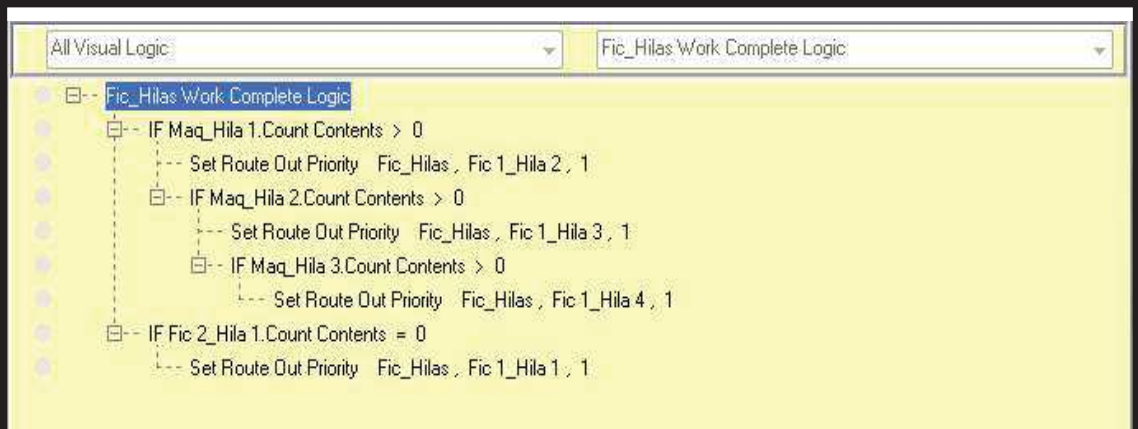 All Visual Logic Fic_Hilas Work Complete Logic
Fic_Hilas Work Complete Logic
IF Maq_Hila 1.Count Contents > 0
Set Route Out Priority Fic_Hilas , Fic 1_Hila 2 , 1
IF Maq_Hila 2.Count Contents > 0
Set Route Out Priority Fic_Hilas , Fic 1_Hila 3 , 1
IF Maq_Hila 3.Count Contents > 0
Set Route Out Priority Fic_Hilas , Fic 1_Hila 4 , 1
IF Fic 2_Hila 1.Count Contents = 0
Set Route Out Priority Fic_Hilas , Fic 1_Hila 1 , 1